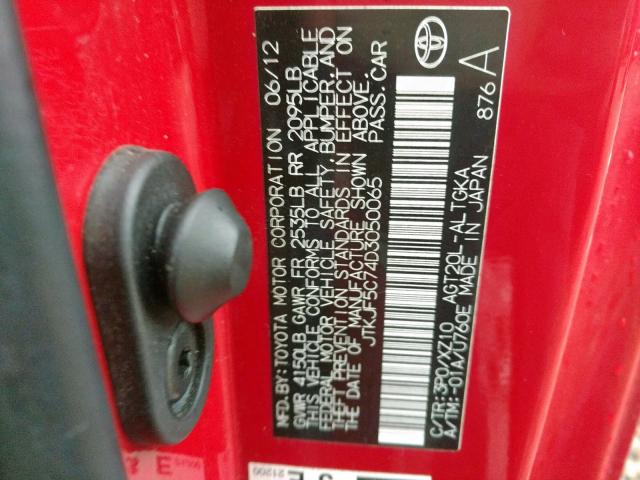 MFD.BY:TOYOTA MOTOR CORPORATION 06/12
GVWR 4150LB GAWR FR 2535LB RR 2095LB
THIS VEHICLE CONFORMS TO ALL APPLICABLE
FEDERAL MOTOR VEHICLE SAFETY, BUMPER, AND
THEFT PREVENTION STANDARDS IN EFFECT ON
THE DATE OF MANUFACTURE SHOWN ABOVE.
JTKJF5C74D3050065 PASS.CAR
C/TR:3P0/XZ10 AGT20L-ALTGKA
A/TM:-01A/U760E MADE IN JAPAN
876 A
21200